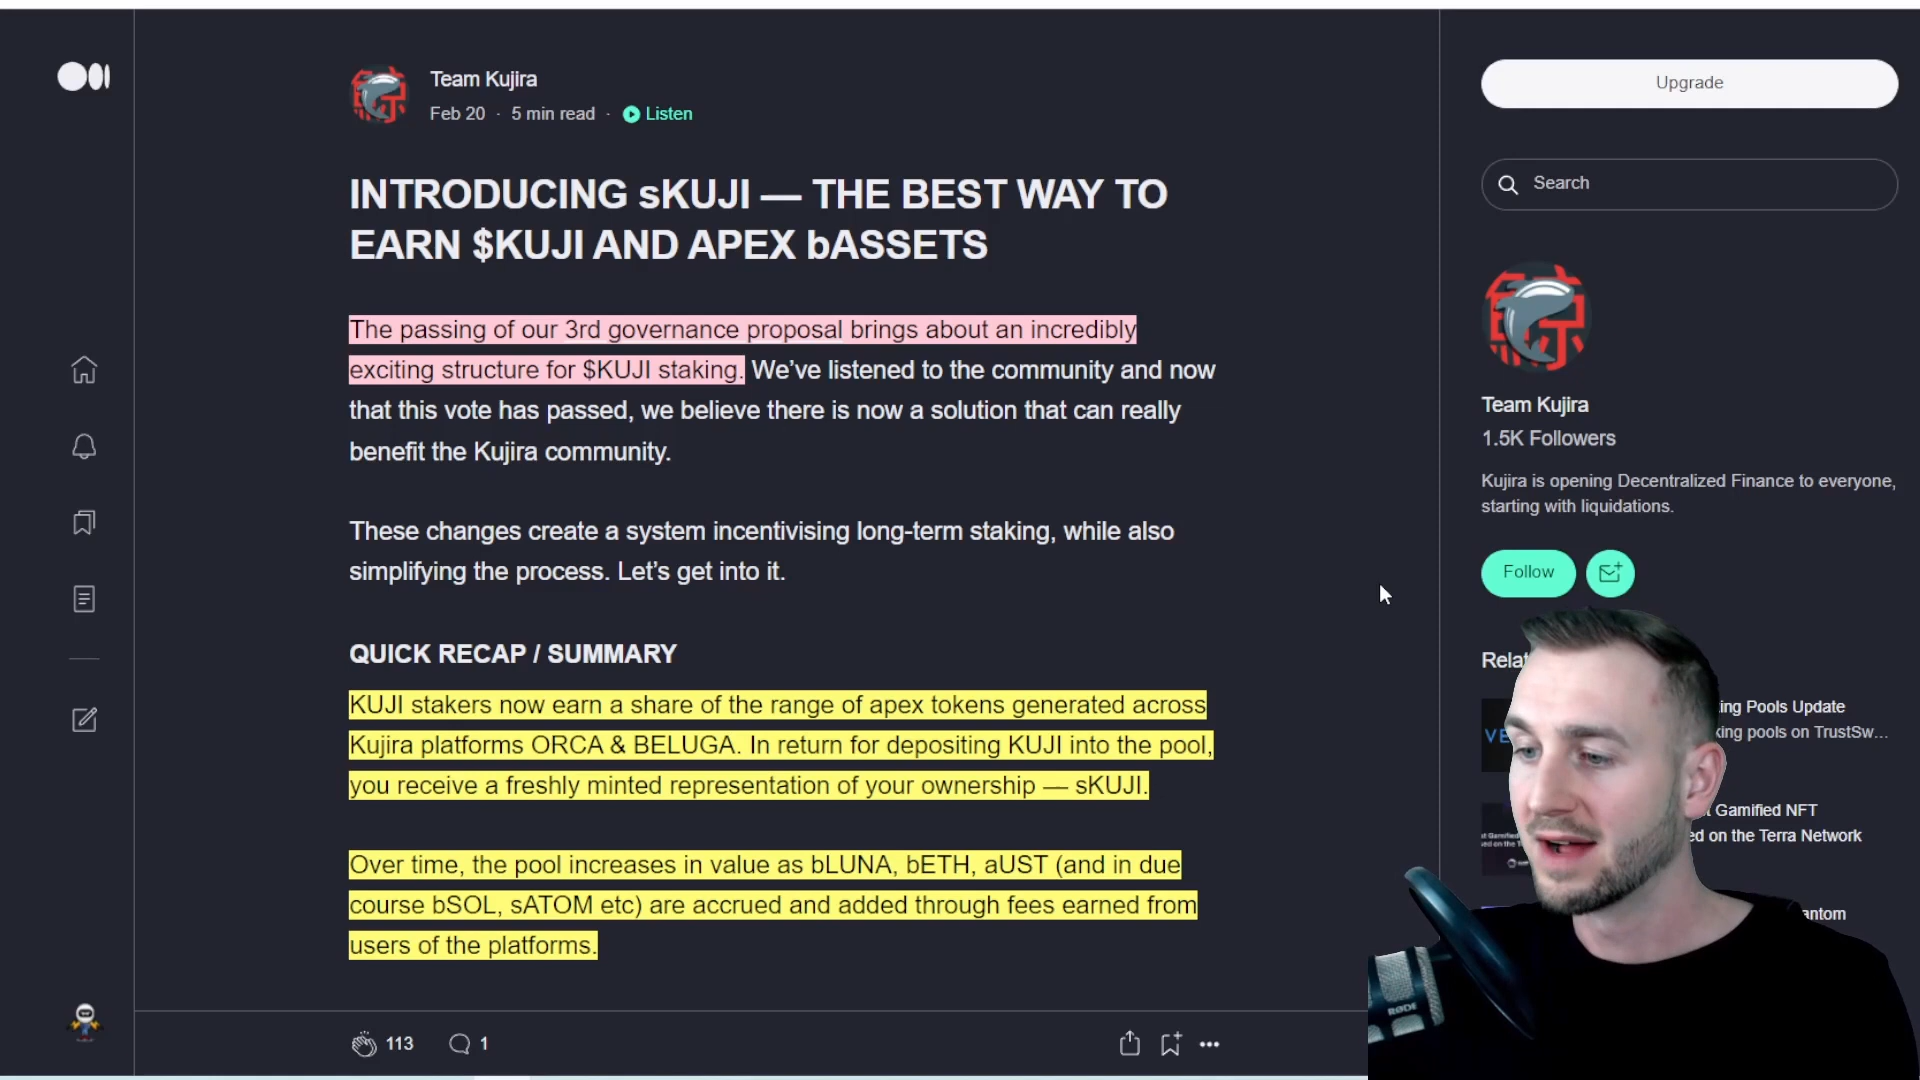 Team Kujira
Feb 20 · 5 min read · Listen
INTRODUCING sKUJI — THE BEST WAY TO
EARN $KUJI AND APEX bASSETS
The passing of our 3rd governance proposal brings about an incredibly
exciting structure for $KUJI staking. We’ve listened to the community and now
that this vote has passed, we believe there is now a solution that can really
benefit the Kujira community.
These changes create a system incentivising long-term staking, while also
simplifying the process. Let’s get into it.
QUICK RECAP / SUMMARY
KUJI stakers now earn a share of the range of apex tokens generated across
Kujira platforms ORCA & BELUGA. In return for depositing KUJI into the pool,
you receive a freshly minted representation of your ownership — sKUJI.
Over time, the pool increases in value as bLUNA, bETH, aUST (and in due
course bSOL, sATOM etc) are accrued and added through fees earned from
users of the platforms.
113
1
Upgrade
Search
Team Kujira
1.5K Followers
Kujira is opening Decentralized Finance to everyone,
starting with liquidations.
Follow
Pools Update
pools on TrustSw...
Gamified NFT
on the Terra Network
RØDE